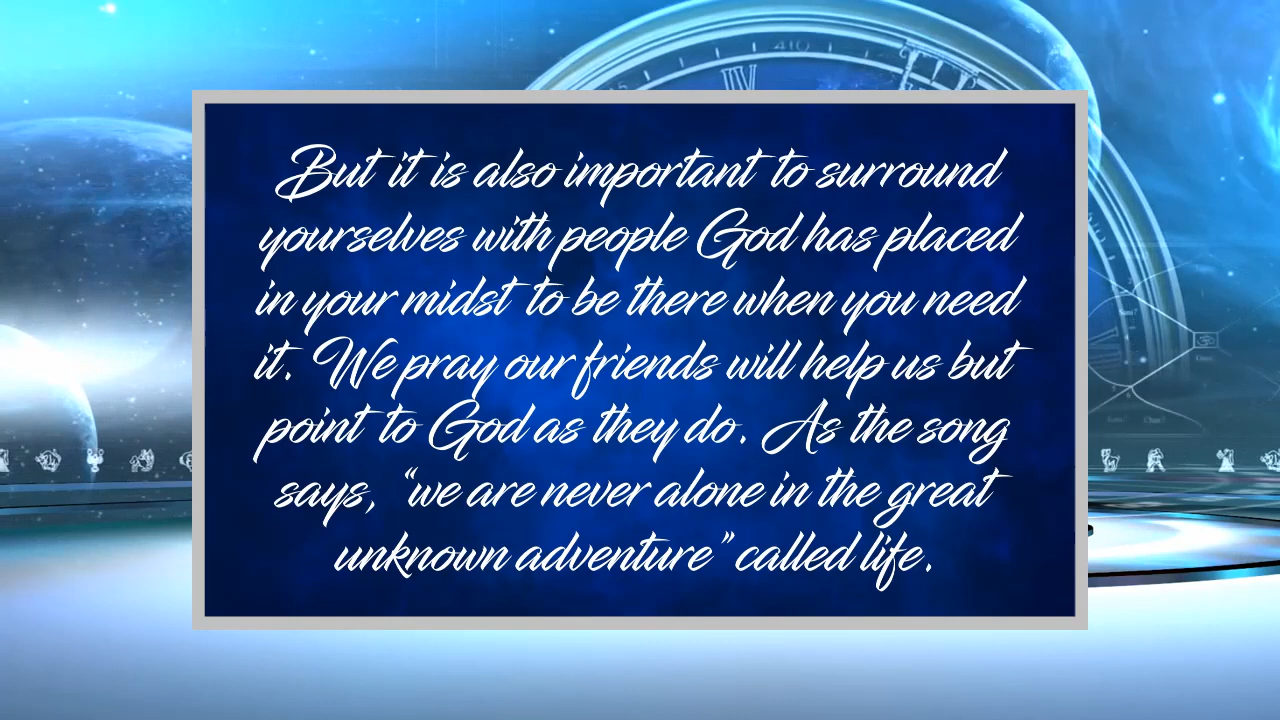 IV
But it is also important to surround
yourselves with people God has placed
in your midst to be there when you need
it. We pray our friends will help us but
point to God as they do. As the song
says, “we are never alone in the great
unknown adventure” called life.